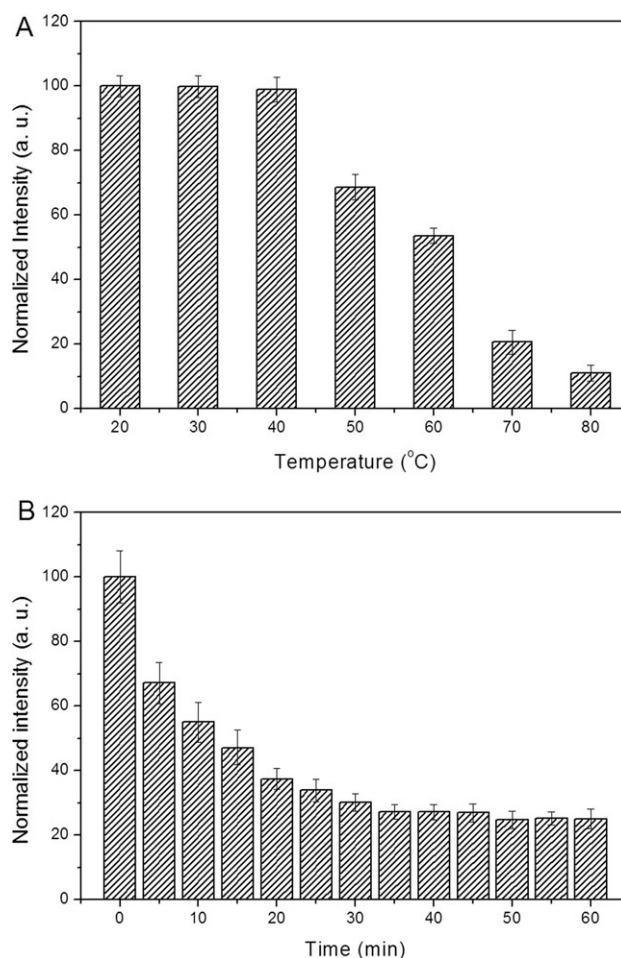 A
Normalized Intensity (a. u.)
120
100
80
60
40
20
0
20 30 40 50 60 70 80
Temperature (°C)
B
Normalized intensity (a. u.)
120
100
80
60
40
20
0
0 10 20 30 40 50 60
Time (min)